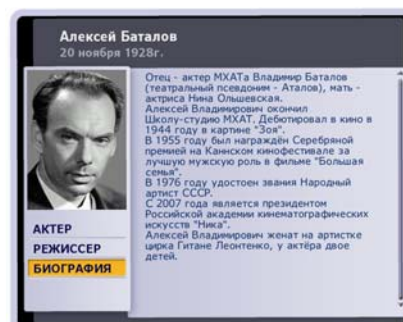 Алексей Баталов
20 ноября 1928г.
Отец - актер МХАТа Владимир Баталов
(театральный псевдоним - Аталов), мать -
актриса Нина Ольшевская.
Алексей Владимирович окончил
Школу-студию МХАТ. Дебютировал в кино в
1944 году в картине "Зоя".
В 1955 году был награждён Серебряной
премией на Каннском кинофестивале за
лучшую мужскую роль в фильме "Большая
семья".
В 1976 году удостоен звания Народный
артист СССР.
С 2007 года является президентом
Российской академии кинематографических
искусств "Ника".
Алексей Владимирович женат на артистке
цирка Гитане Леонтенко, у актёра двое
детей.
АКТЕР
РЕЖИССЕР
БИОГРАФИЯ